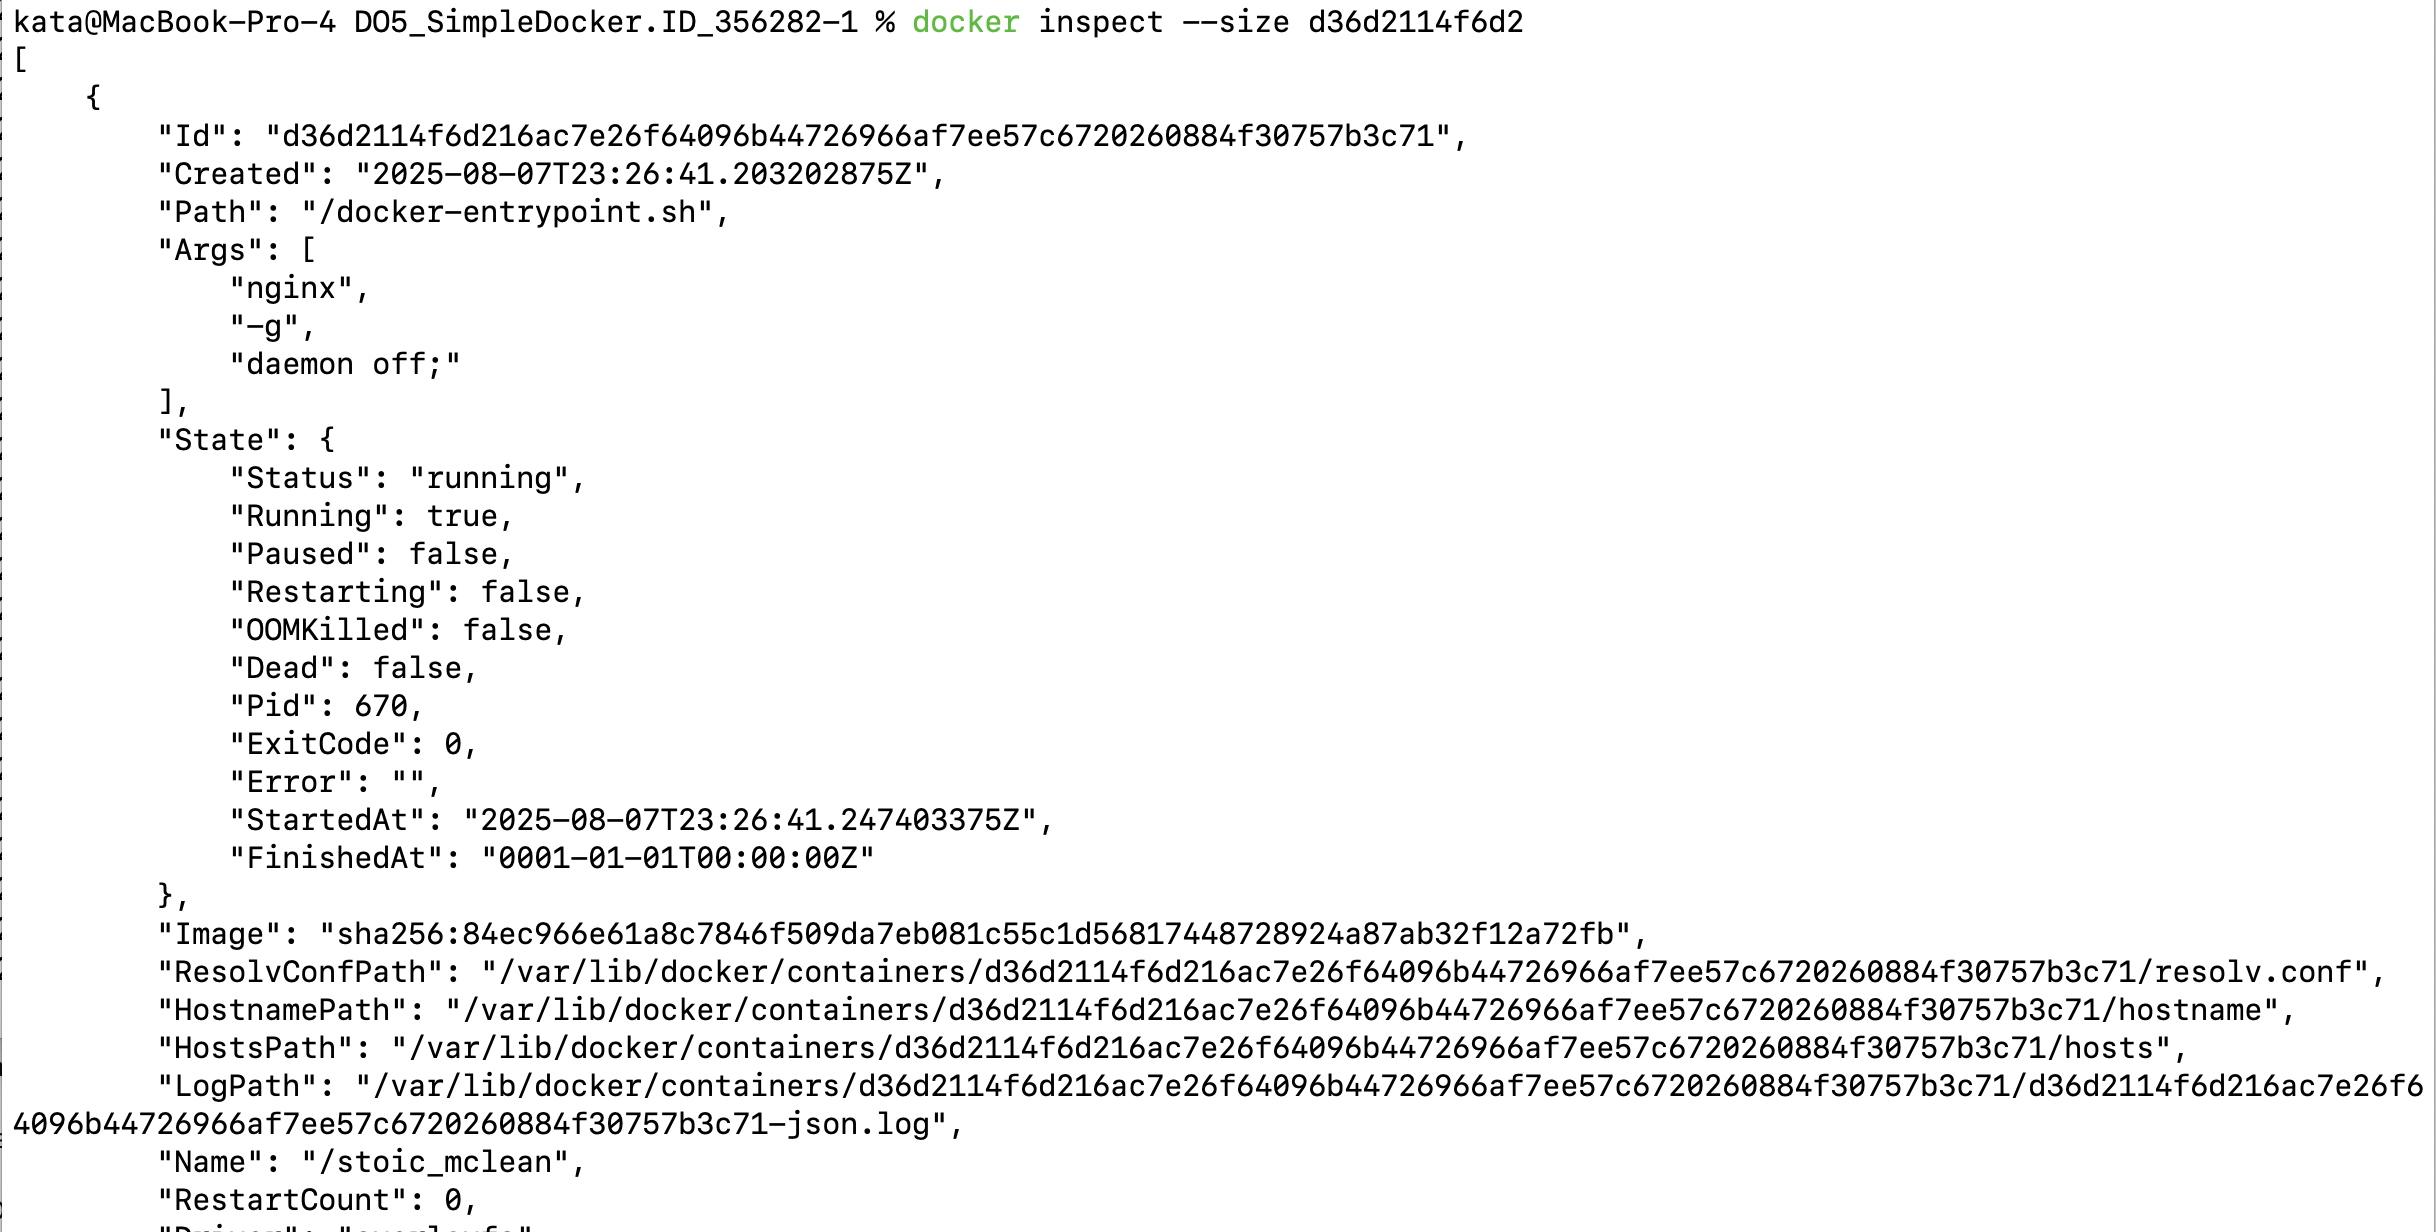 kata@MacBook-Pro-4 DO5_SimpleDocker.ID_356282-1 % docker inspect --size d36d2114f6d2
[
    {
        "Id": "d36d2114f6d216ac7e26f64096b44726966af7ee57c6720260884f30757b3c71",
        "Created": "2025-08-07T23:26:41.203202875Z",
        "Path": "/docker-entrypoint.sh",
        "Args": [
            "nginx",
            "-g",
            "daemon off;"
        ],
        "State": {
            "Status": "running",
            "Running": true,
            "Paused": false,
            "Restarting": false,
            "OOMKilled": false,
            "Dead": false,
            "Pid": 670,
            "ExitCode": 0,
            "Error": "",
            "StartedAt": "2025-08-07T23:26:41.247403375Z",
            "FinishedAt": "0001-01-01T00:00:00Z"
        },
        "Image": "sha256:84ec966e61a8c7846f509da7eb081c55c1d56817448728924a87ab32f12a72fb",
        "ResolvConfPath": "/var/lib/docker/containers/d36d2114f6d216ac7e26f64096b44726966af7ee57c6720260884f30757b3c71/resolv.conf",
        "HostnamePath": "/var/lib/docker/containers/d36d2114f6d216ac7e26f64096b44726966af7ee57c6720260884f30757b3c71/hostname",
        "HostsPath": "/var/lib/docker/containers/d36d2114f6d216ac7e26f64096b44726966af7ee57c6720260884f30757b3c71/hosts",
        "LogPath": "/var/lib/docker/containers/d36d2114f6d216ac7e26f64096b44726966af7ee57c6720260884f30757b3c71/d36d2114f6d216ac7e26f6
4096b44726966af7ee57c6720260884f30757b3c71-json.log",
        "Name": "/stoic_mclean",
        "RestartCount": 0,